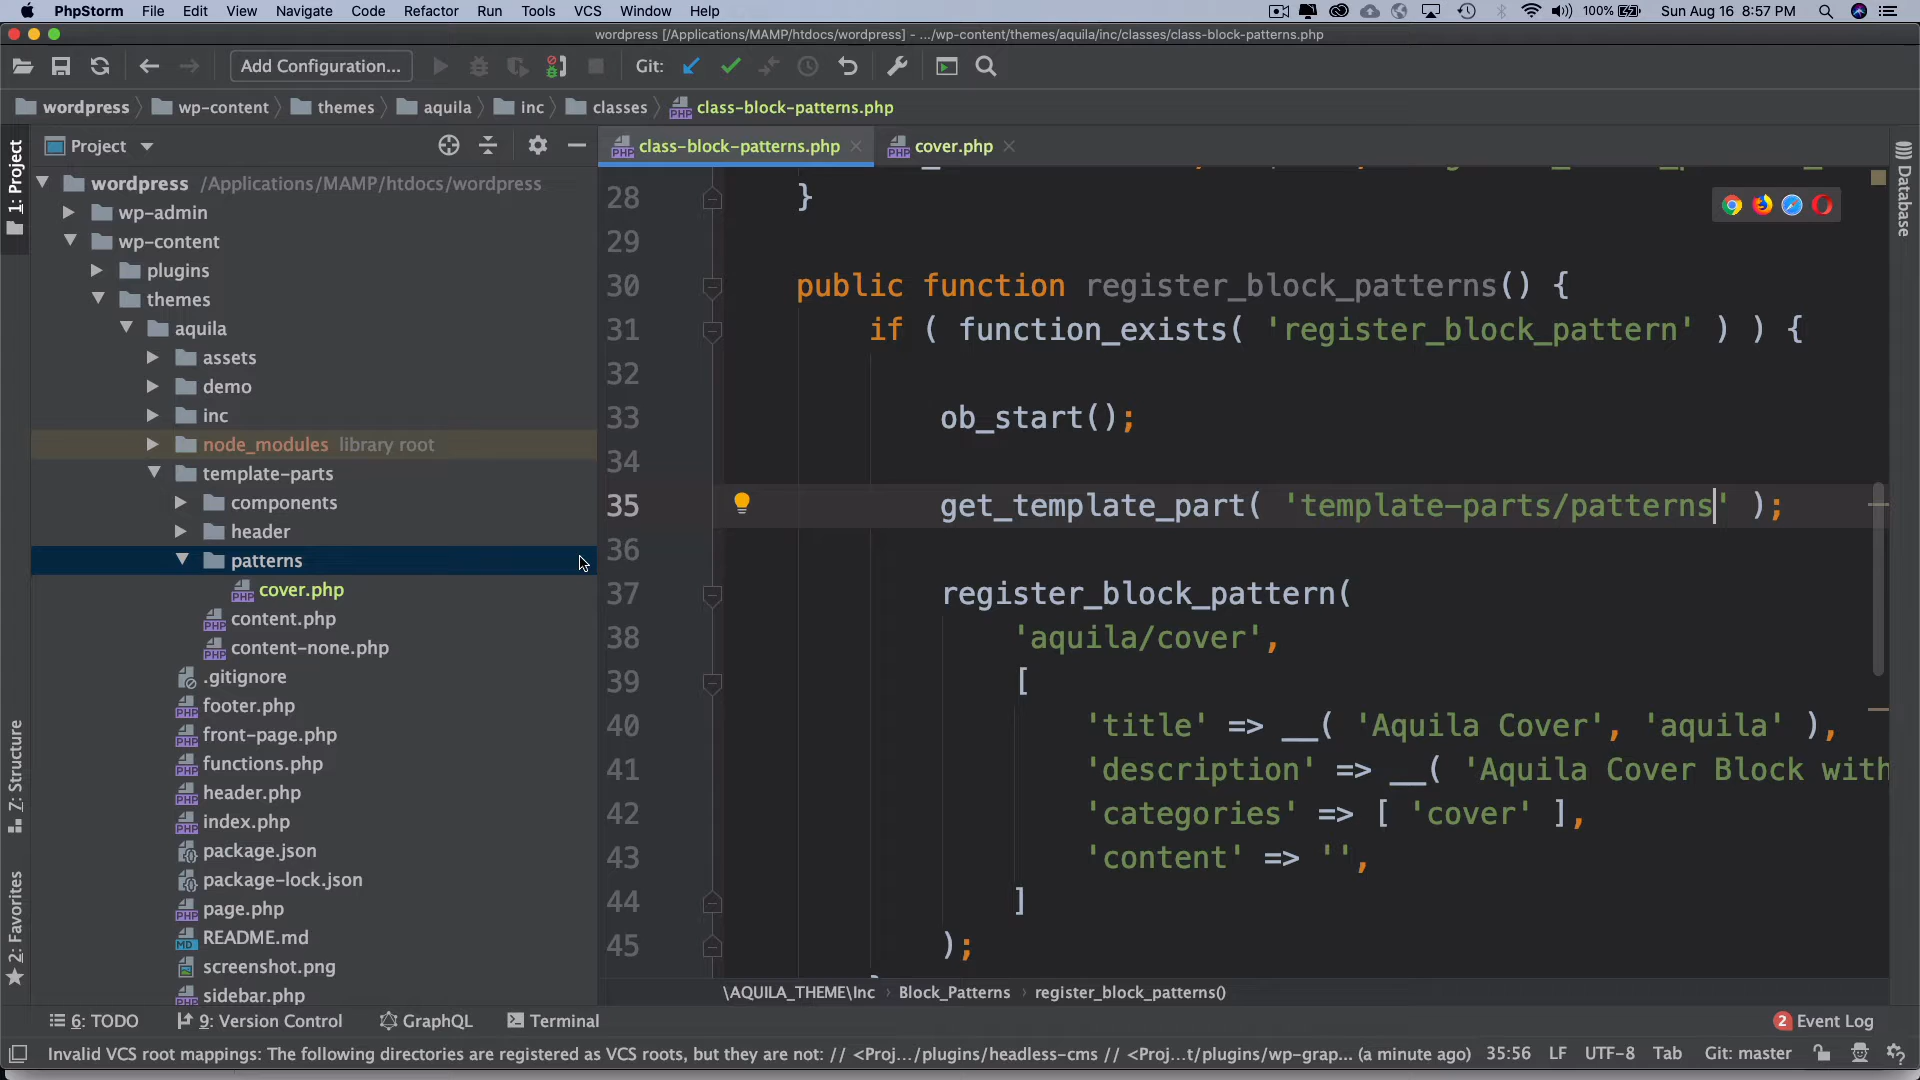 PhpStorm File Edit View Navigate Code Refactor Run Tools VCS Window Help 100% Sun Aug 16 8:57 PM
wordpress [/Applications/MAMP/htdocs/wordpress] - .../wp-content/themes/aquila/inc/classes/class-block-patterns.php
Add Configuration... Git:
wordpress wp-content themes aquila inc classes class-block-patterns.php
1: Project
Project
wordpress /Applications/MAMP/htdocs/wordpress
wp-admin
wp-content
plugins
themes
aquila
assets
demo
inc
node_modules library root
template-parts
components
header
patterns
cover.php
content.php
content-none.php
.gitignore
footer.php
front-page.php
functions.php
header.php
index.php
package.json
package-lock.json
page.php
README.md
screenshot.png
sidebar.php
Z: Structure
2: Favorites
class-block-patterns.php cover.php
28 }
29
30 public function register_block_patterns() {
31 if ( function_exists( 'register_block_pattern' ) ) {
32
33 ob_start();
34
35 get_template_part( 'template-parts/patterns' );
36
37 register_block_pattern(
38 'aquila/cover',
39 [
40 'title' => __( 'Aquila Cover', 'aquila' ),
41 'description' => __( 'Aquila Cover Block with
42 'categories' => [ 'cover' ],
43 'content' => '',
44 ]
45 );
Database
\AQUILA_THEME\Inc › Block_Patterns › register_block_patterns()
6: TODO 9: Version Control GraphQL Terminal 2 Event Log
Invalid VCS root mappings: The following directories are registered as VCS roots, but they are not: // <Proj.../plugins/headless-cms // <Proj...t/plugins/wp-grap... (a minute ago) 35:56 LF UTF-8 Tab Git: master